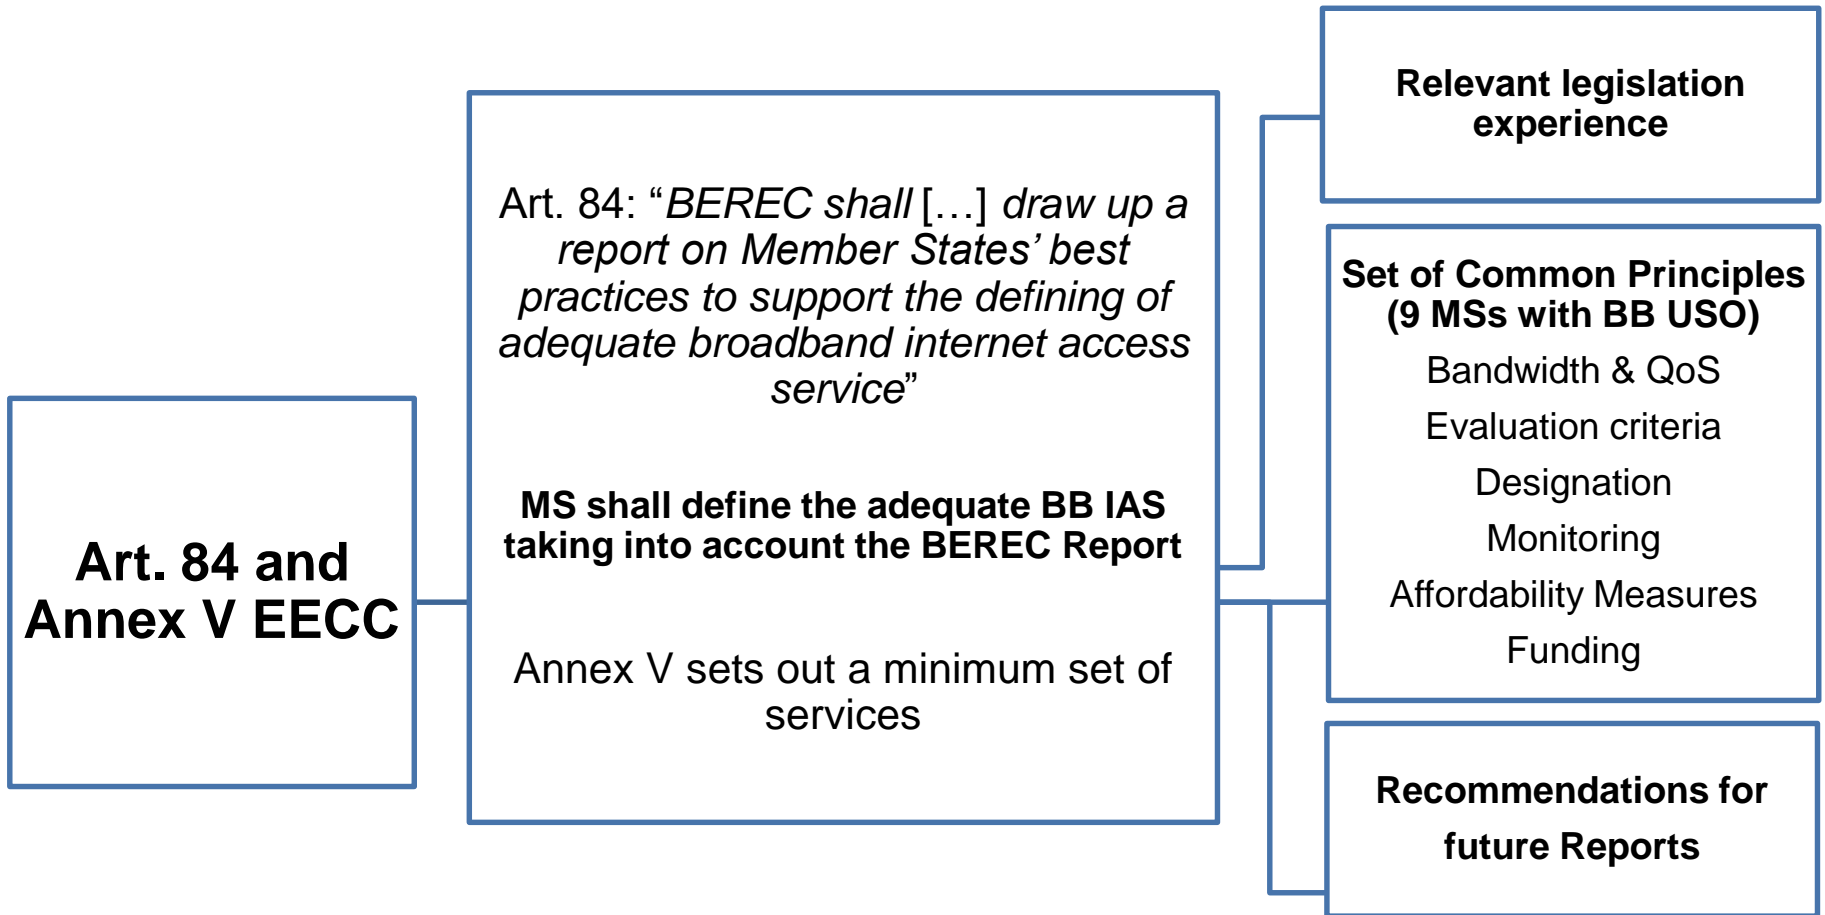 Art. 84 and
Annex V EECC
Art. 84: “BEREC shall […] draw up a
report on Member States’ best
practices to support the defining of
adequate broadband internet access
service”
MS shall define the adequate BB IAS
taking into account the BEREC Report
Annex V sets out a minimum set of
services
Relevant legislation
experience
Set of Common Principles
(9 MSs with BB USO)
Bandwidth & QoS
Evaluation criteria
Designation
Monitoring
Affordability Measures
Funding
Recommendations for
future Reports